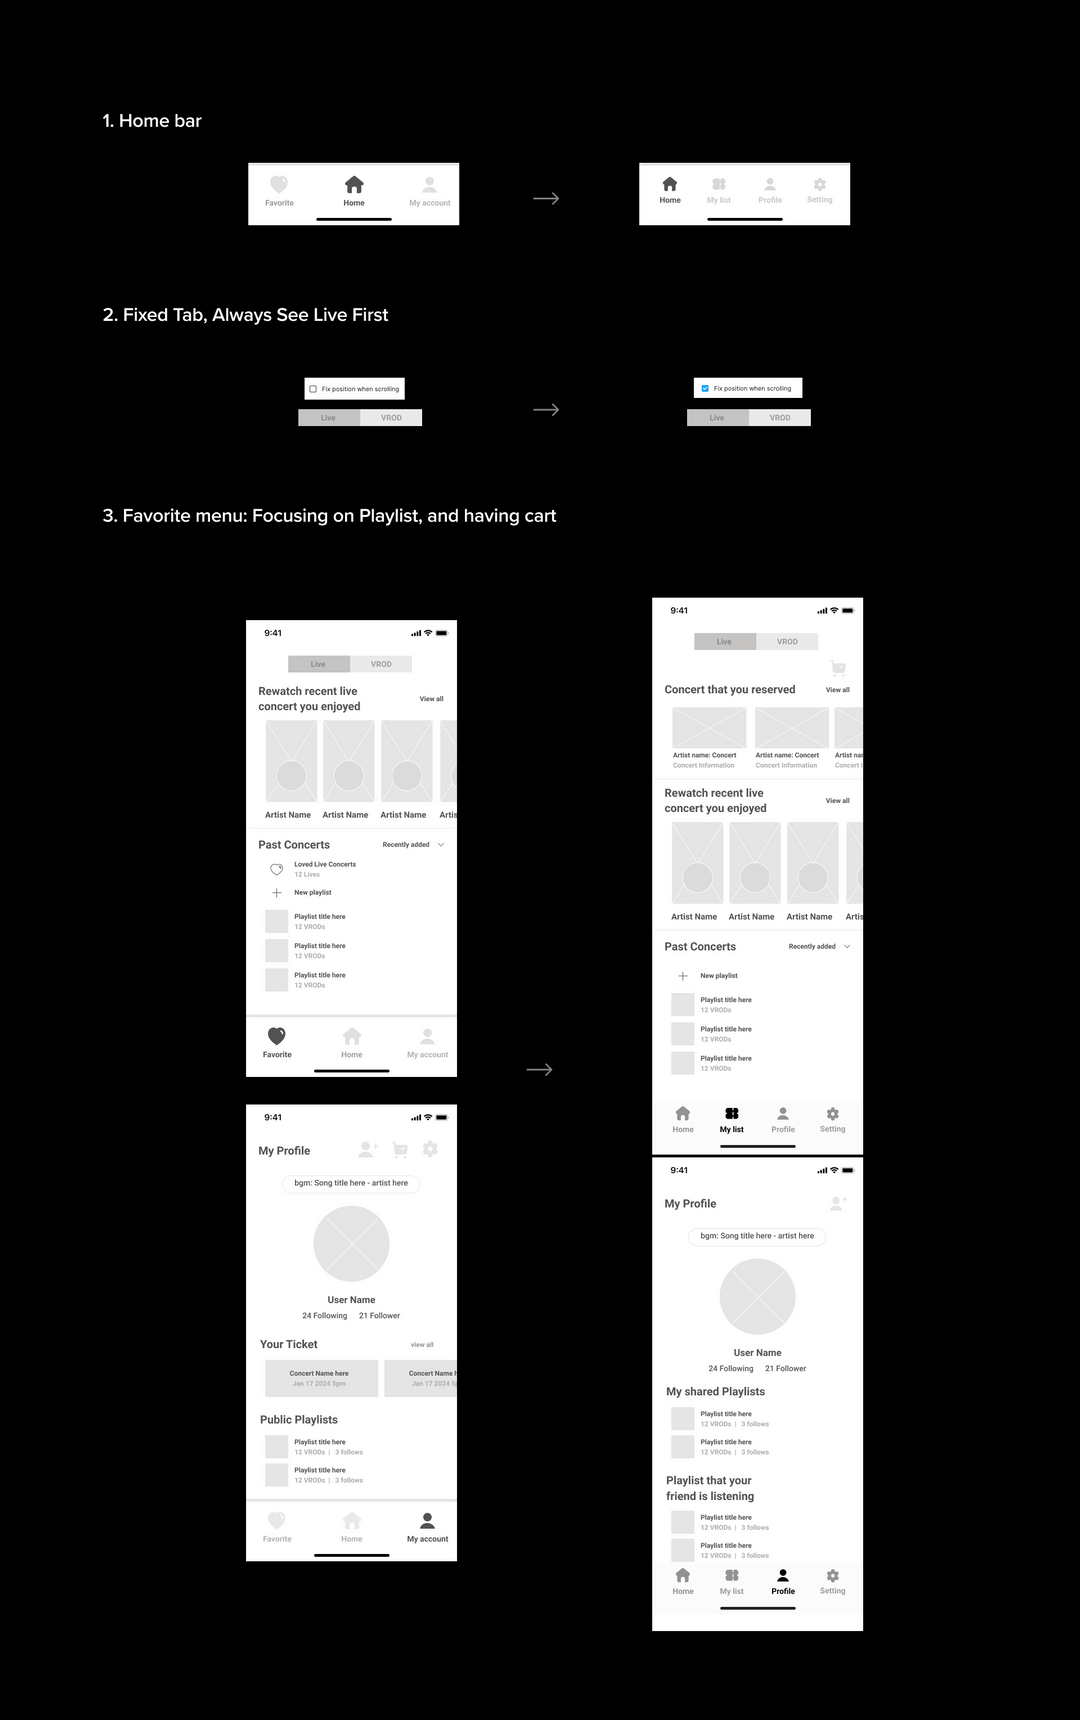 1. Home bar
Favorite
Home
My account
Home
My list
Profile
Setting
2. Fixed Tab, Always See Live First
Fix position when scrolling
Live
VROD
Fix position when scrolling
Live
VROD
3. Favorite menu: Focusing on Playlist, and having cart
9:41
Live
VROD
Rewatch recent live
concert you enjoyed
View all
Artist Name
Artist Name
Artist Name
Artis
Past Concerts
Recently added
Loved Live Concerts
12 Lives
New playlist
Playlist title here
12 VRODs
Playlist title here
12 VRODs
Playlist title here
12 VRODs
Favorite
Home
My account
9:41
My Profile
bgm: Song title here - artist here
User Name
24 Following
21 Follower
Your Ticket
view all
Concert Name here
Jan 17 2024 5pm
Concert Name h
Jan 17 2024 5p
Public Playlists
Playlist title here
12 VRODs | 3 follows
Playlist title here
12 VRODs | 3 follows
Favorite
Home
My account
9:41
Live
VROD
Concert that you reserved
View all
Artist name: Concert
Concert Information
Artist name: Concert
Concert Information
Artist nam
Concert I
Rewatch recent live
concert you enjoyed
View all
Artist Name
Artist Name
Artist Name
Artis
Past Concerts
Recently added
New playlist
Playlist title here
12 VRODs
Playlist title here
12 VRODs
Playlist title here
12 VRODs
Home
My list
Profile
Setting
9:41
My Profile
bgm: Song title here - artist here
User Name
24 Following
21 Follower
My shared Playlists
Playlist title here
12 VRODs | 3 follows
Playlist title here
12 VRODs | 3 follows
Playlist that your
friend is listening
Playlist title here
12 VRODs | 3 follows
Playlist title here
12 VRODs | 3 follows
Home
My list
Profile
Setting